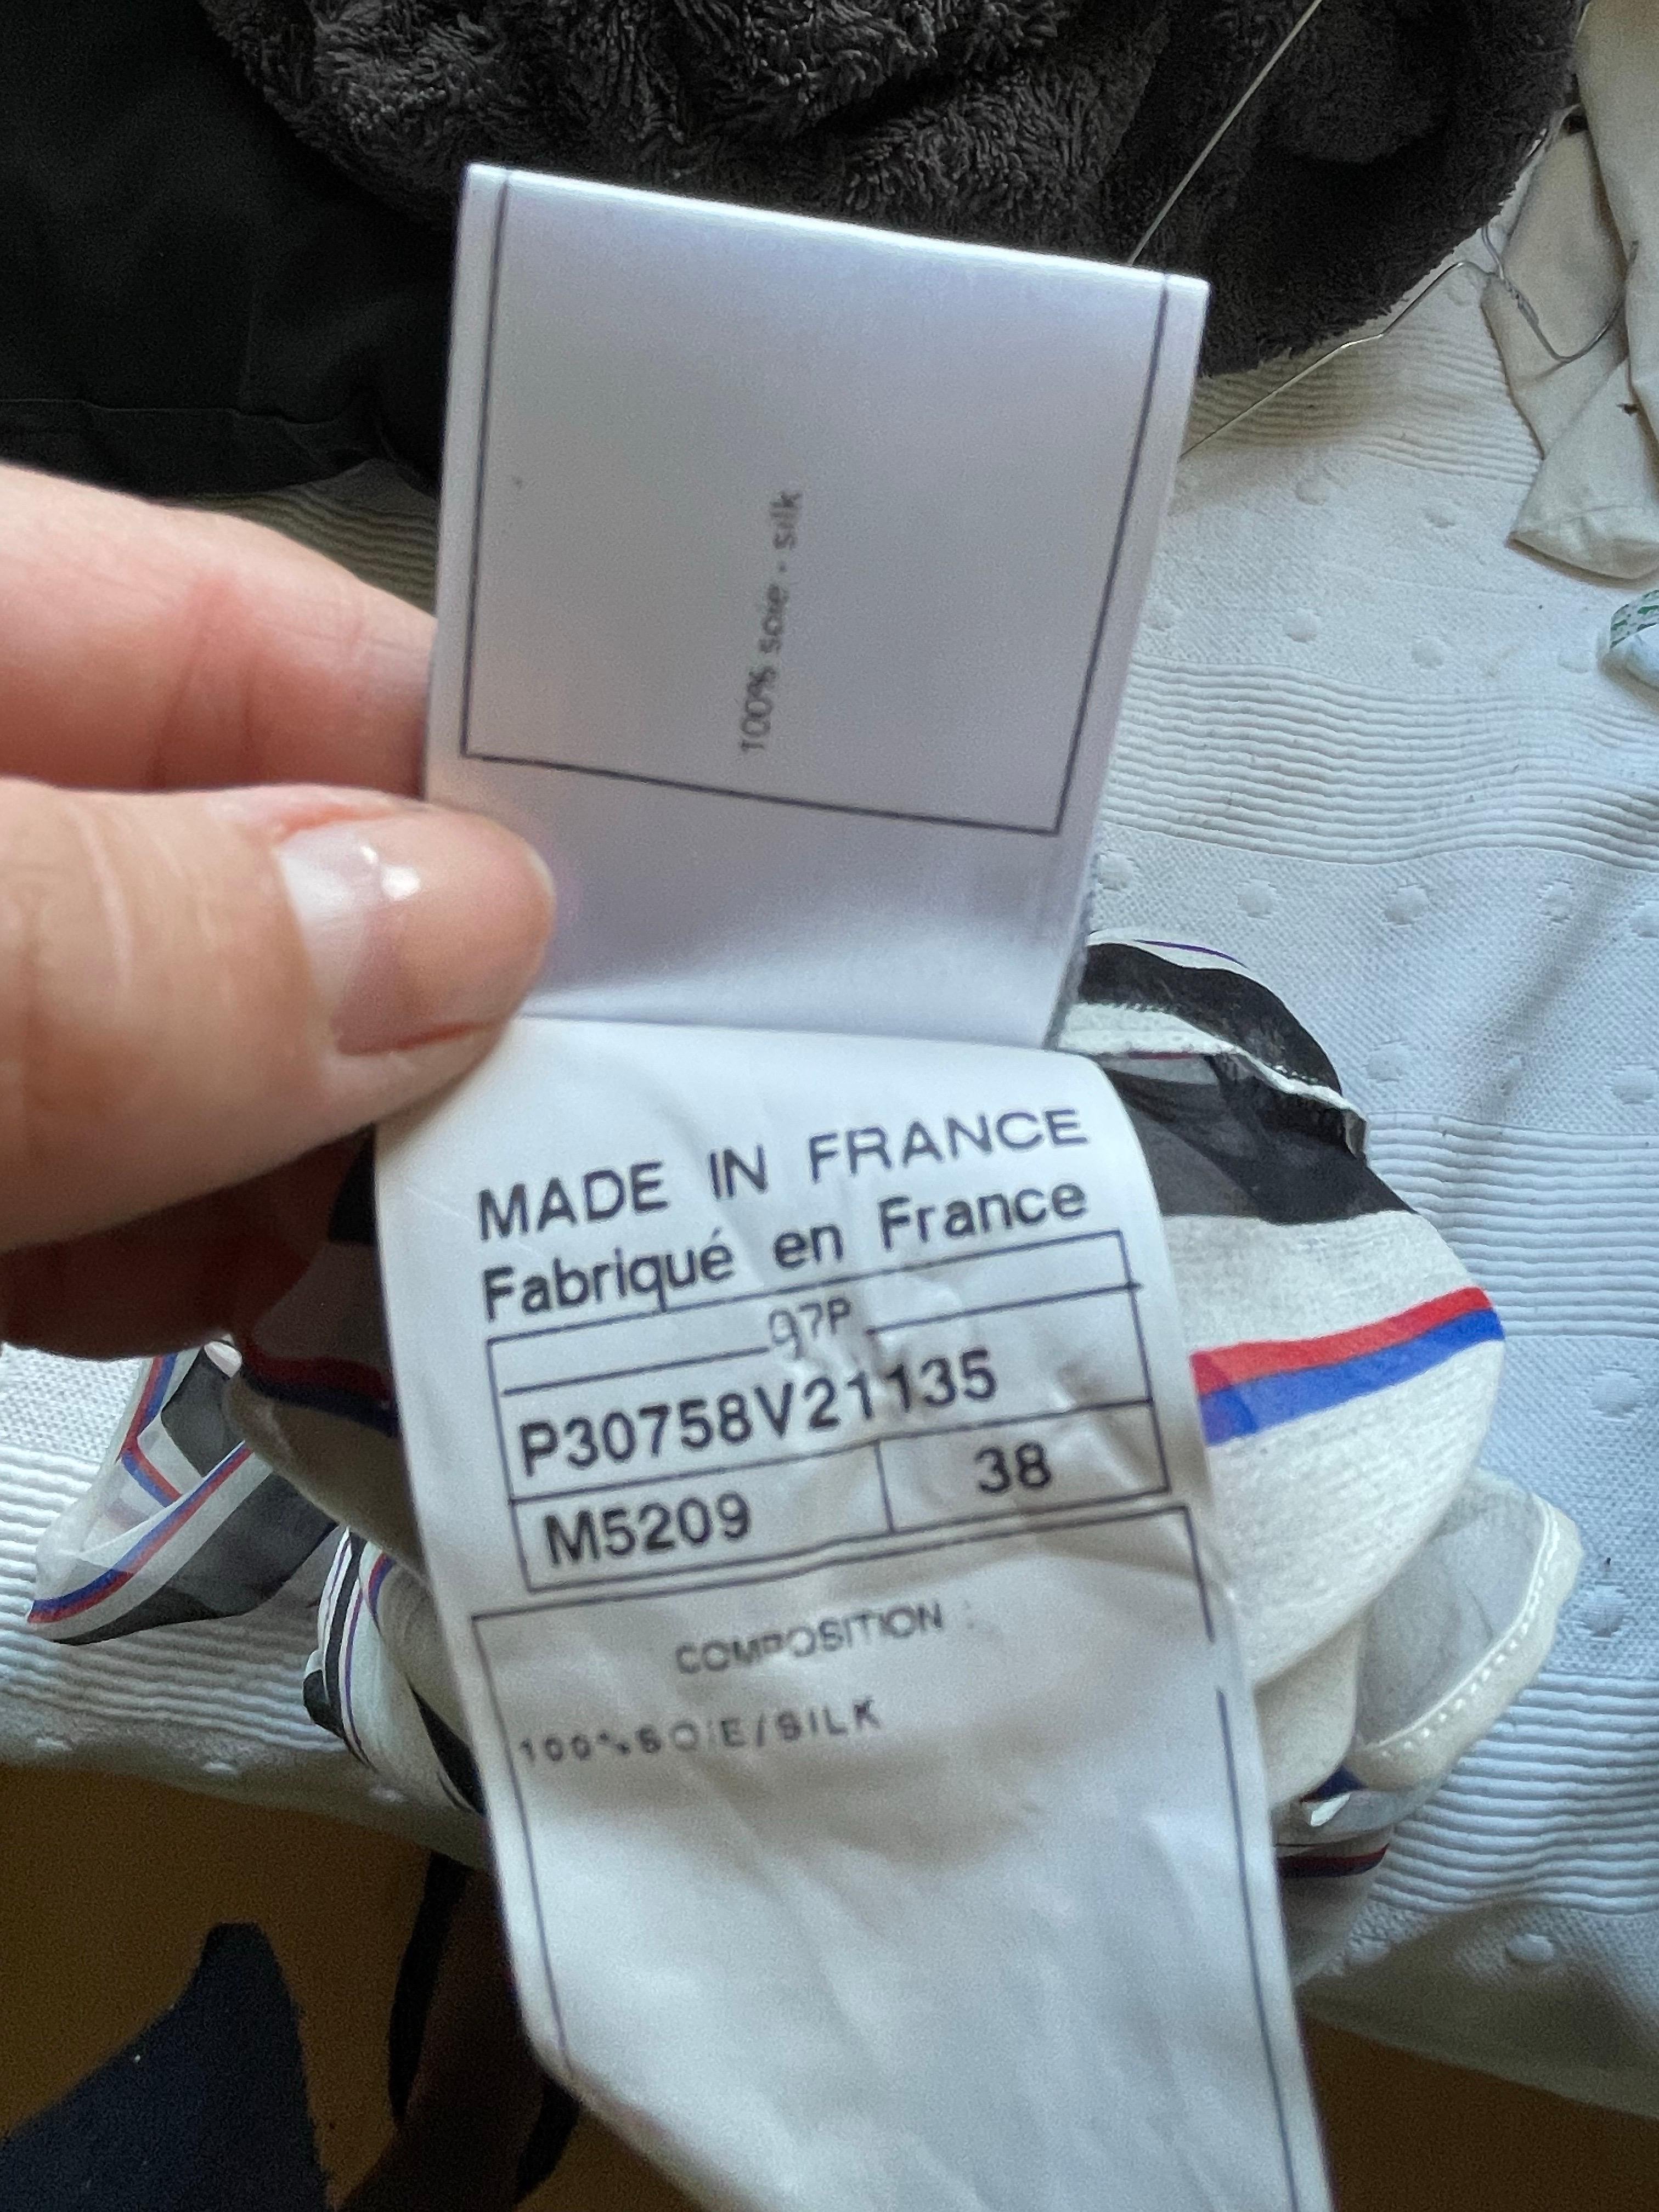 100% soie - silk
MADE IN FRANCE
Fabriqué en France
97P
P30758V21135
M5209 38
COMPOSITION :
100% SOIE/SILK